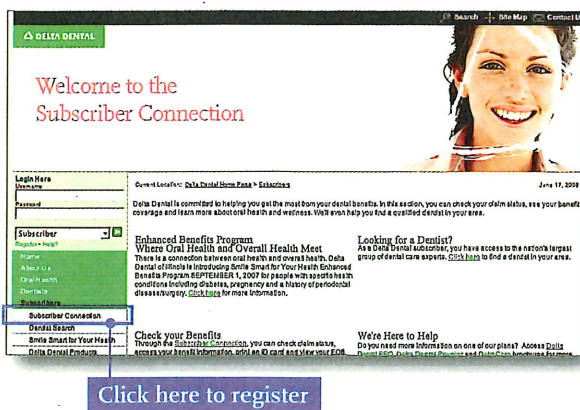 Search Site Map Contact U
DELTA DENTAL
Welcome to the
Subscriber Connection
Login Here
Username
Password
Subscriber
Register Help?
Home
About Us
Oral Health
Dentists
Subscribers
Subscriber Connection
Dental Search
Smile Smart for Your Health
Delta Dental Products
Current Location: Delta Dental Home Page > Subscribers
June 17, 2008
Delta Dental is committed to helping you get the most from your dental benefits. In this section, you can check your claim status, see your benefit
coverage and learn more about oral health and wellness. We'll even help you find a qualified dentist in your area.
Enhanced Benefits Program
Where Oral Health and Overall Health Meet
There is a connection between oral health and overall health. Delta
Dental of Illinois is introducing Smile Smart for Your Health Enhanced
Benefits Program SEPTEMBER 1, 2007 for people with specific health
conditions including diabetes, pregnancy and a history of periodontal
disease/surgery. Click here for more information.
Looking for a Dentist?
As a Delta Dental subscriber, you have access to the nation's largest
group of dental care experts. Click here to find a dentist in your area.
Check your Benefits
Through the Subscriber Connection, you can check claim status,
access your benefit information, print an ID card and view your EOB.
We're Here to Help
Do you need more information on one of our plans? Access Delta
Dental PPO, Delta Dental Premier and DeltaCare brochures for more
Click here to register